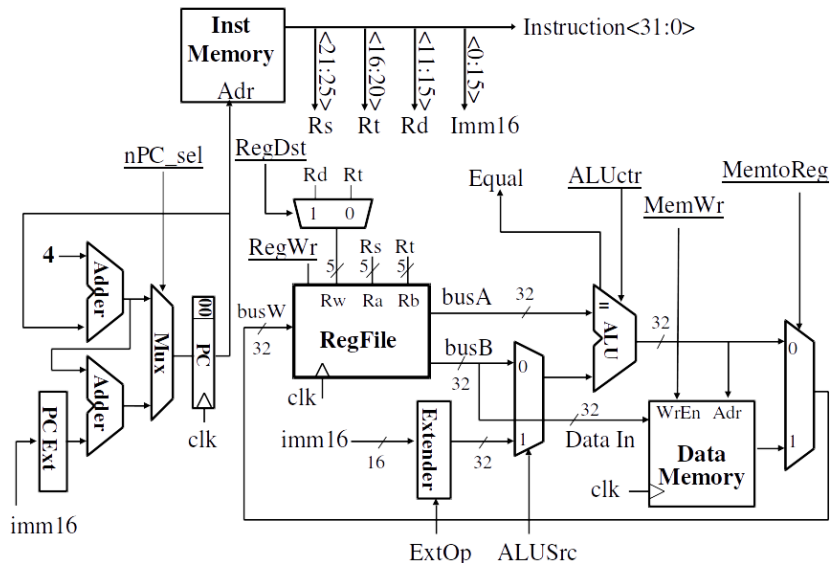 Inst
Memory
Adr
Instruction<31:0>
<21:25>
<16:20>
<11:15>
<0:15>
Rs
Rt
Rd
Imm16
nPC_sel
RegDst
Rd
Rt
1
0
Equal
ALUctr
MemWr
MemtoReg
4
Adder
Mux
00
PC
clk
Adder
PC Ext
imm16
RegWr
Rs
Rt
5
5
5
busW
32
Rw
Ra
Rb
RegFile
clk
busA
32
busB
32
=
ALU
32
0
1
imm16
16
Extender
32
ExtOp
ALUSrc
32
Data In
WrEn
Adr
Data
Memory
clk
0
1